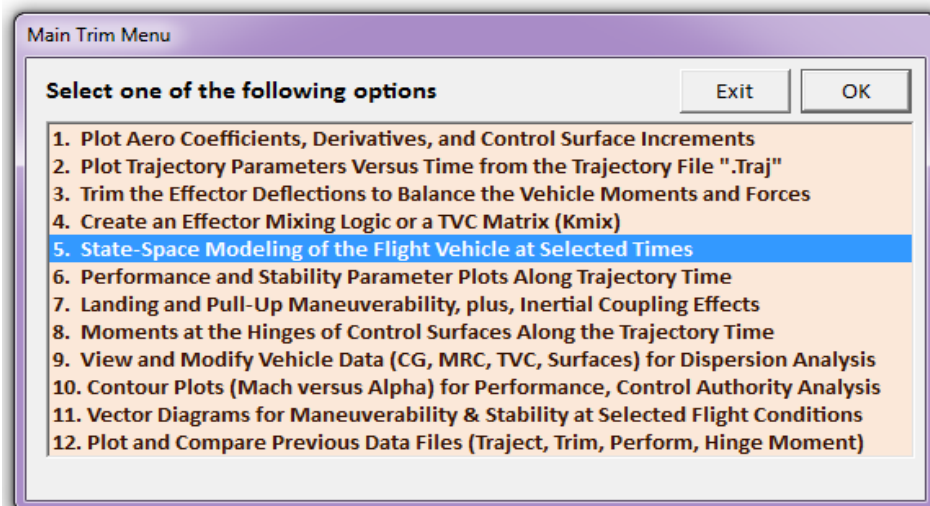 Main Trim Menu
Select one of the following options
Exit
OK
1. Plot Aero Coefficients, Derivatives, and Control Surface Increments
2. Plot Trajectory Parameters Versus Time from the Trajectory File ".Traj"
3. Trim the Effector Deflections to Balance the Vehicle Moments and Forces
4. Create an Effector Mixing Logic or a TVC Matrix (Kmix)
5. State-Space Modeling of the Flight Vehicle at Selected Times
6. Performance and Stability Parameter Plots Along Trajectory Time
7. Landing and Pull-Up Maneuverability, plus, Inertial Coupling Effects
8. Moments at the Hinges of Control Surfaces Along the Trajectory Time
9. View and Modify Vehicle Data (CG, MRC, TVC, Surfaces) for Dispersion Analysis
10. Contour Plots (Mach versus Alpha) for Performance, Control Authority Analysis
11. Vector Diagrams for Maneuverability & Stability at Selected Flight Conditions
12. Plot and Compare Previous Data Files (Traject, Trim, Perform, Hinge Moment)